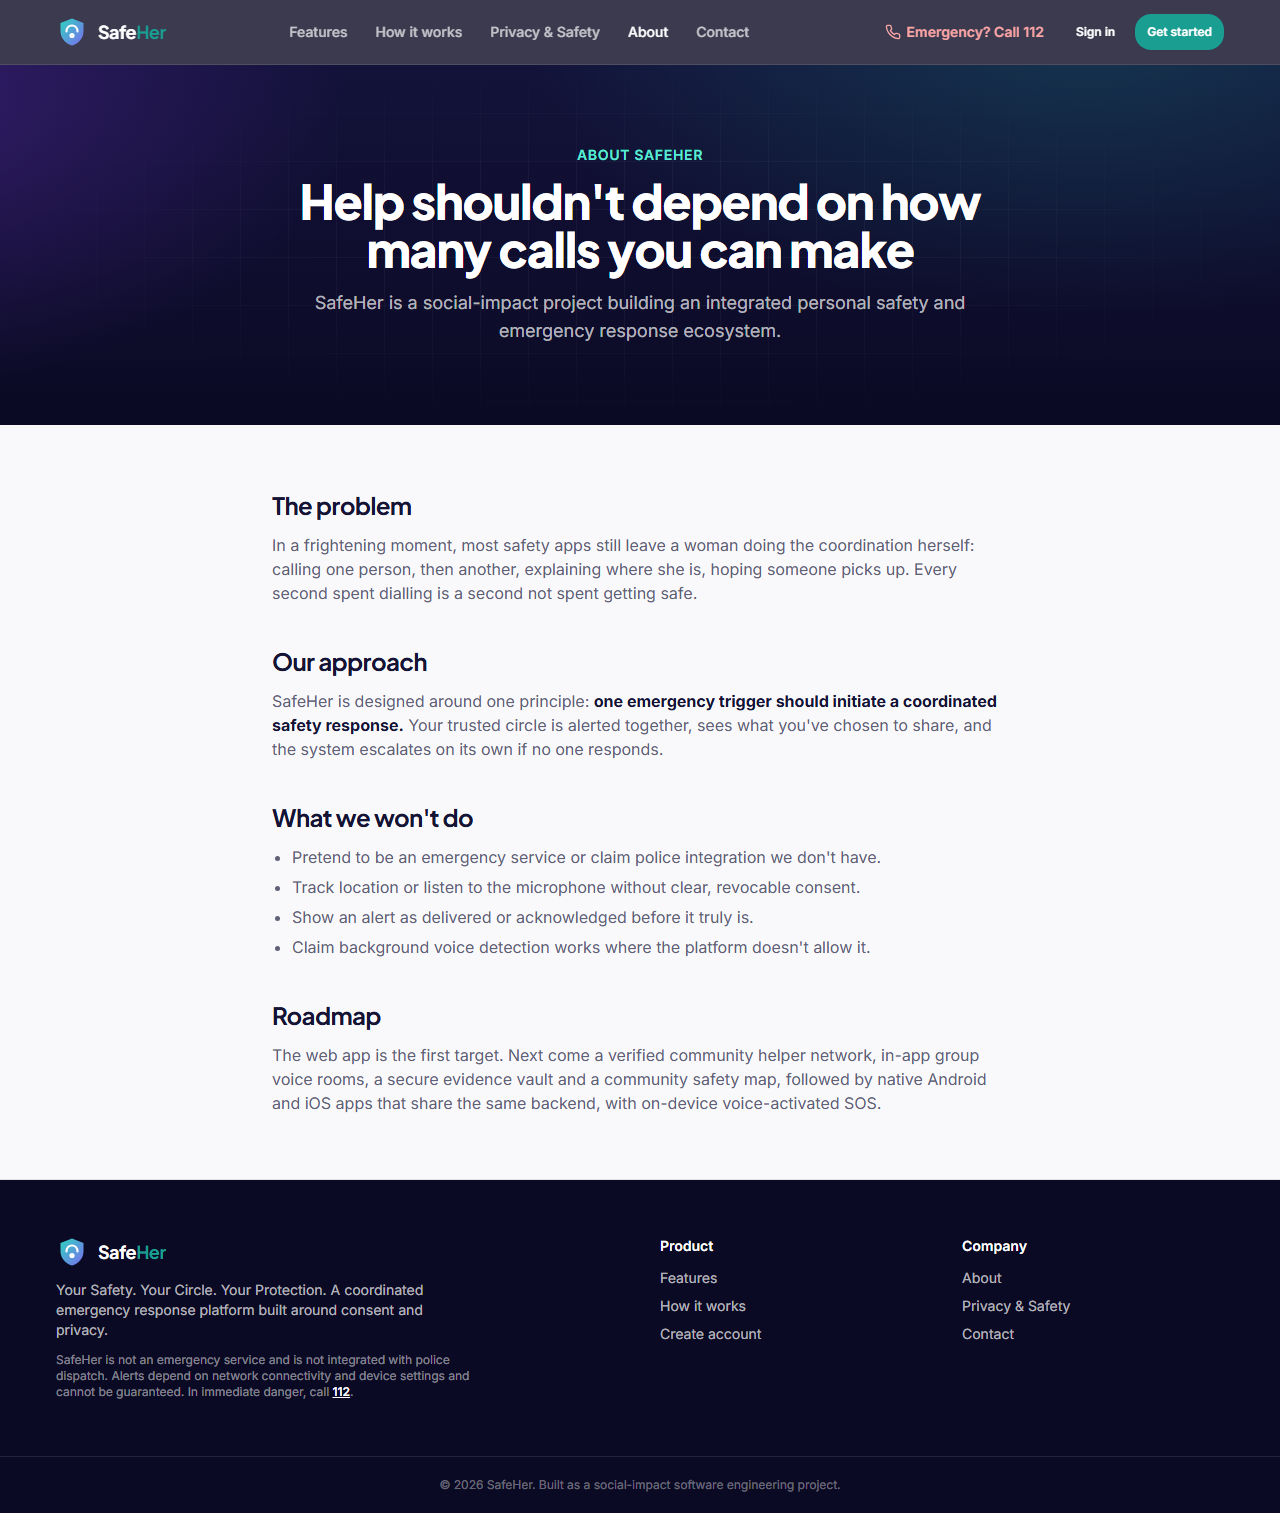 SafeHer
Features
How it works
Privacy & Safety
About
Contact
Emergency? Call 112
Sign in
Get started
ABOUT SAFEHER
Help shouldn't depend on how
many calls you can make
SafeHer is a social-impact project building an integrated personal safety and
emergency response ecosystem.
The problem
In a frightening moment, most safety apps still leave a woman doing the coordination herself:
calling one person, then another, explaining where she is, hoping someone picks up. Every
second spent dialling is a second not spent getting safe.
Our approach
SafeHer is designed around one principle: one emergency trigger should initiate a coordinated
safety response. Your trusted circle is alerted together, sees what you've chosen to share, and
the system escalates on its own if no one responds.
What we won't do
• Pretend to be an emergency service or claim police integration we don't have.
• Track location or listen to the microphone without clear, revocable consent.
• Show an alert as delivered or acknowledged before it truly is.
• Claim background voice detection works where the platform doesn't allow it.
Roadmap
The web app is the first target. Next come a verified community helper network, in-app group
voice rooms, a secure evidence vault and a community safety map, followed by native Android
and iOS apps that share the same backend, with on-device voice-activated SOS.
SafeHer
Your Safety. Your Circle. Your Protection. A coordinated
emergency response platform built around consent and
privacy.
SafeHer is not an emergency service and is not integrated with police
dispatch. Alerts depend on network connectivity and device settings and
cannot be guaranteed. In immediate danger, call 112.
Product
Features
How it works
Create account
Company
About
Privacy & Safety
Contact
© 2026 SafeHer. Built as a social-impact software engineering project.